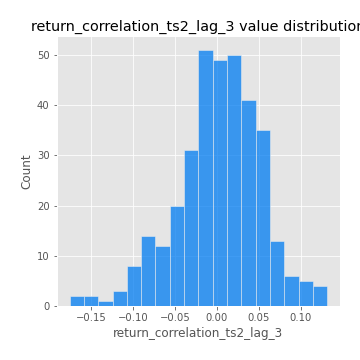 return_correlation_ts2_lag_3 value distribution
50
40
30
20
10
0
Count
−0.15 −0.10 −0.05 0.00 0.05 0.10
return_correlation_ts2_lag_3